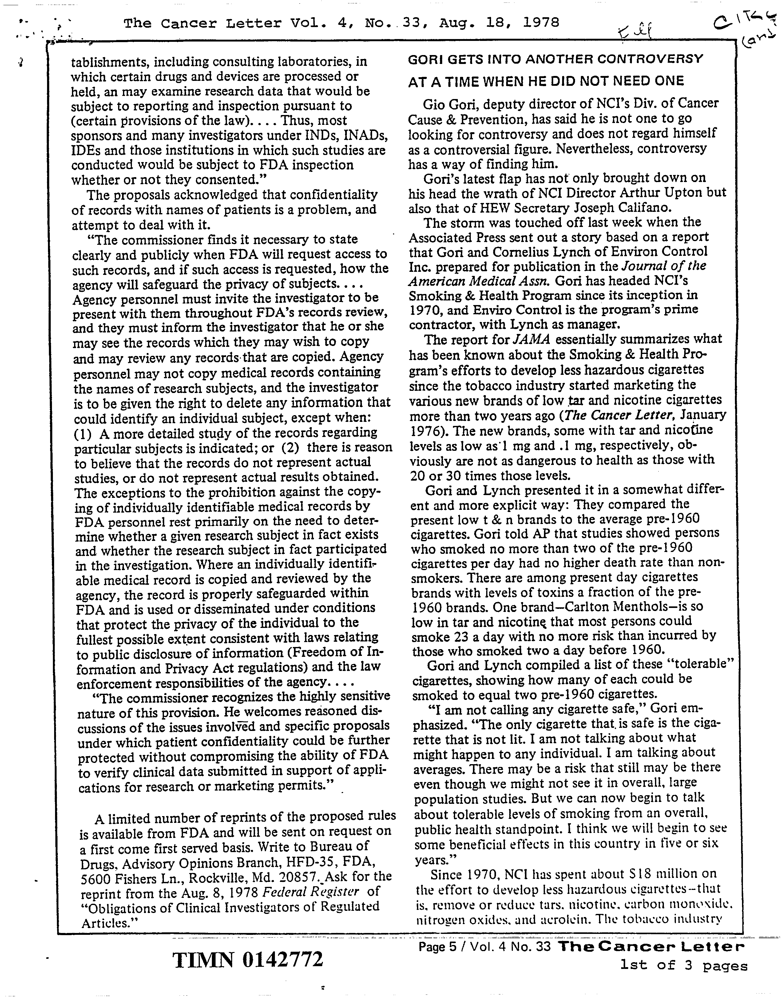 The Cancer Letter Vol. 4, No. 33, Aug. 18, 1978
tablishments, including consulting laboratories, in
which certain drugs and devices are processed or
held, an may examine research data that would be
subject to reporting and inspection pursuant to
(certain provisions of the law). . . . Thus, most
sponsors and many investigators under INDs, INADs,
IDEs and those institutions in which such studies are
conducted would be subject to FDA inspection
whether or not they consented.”
The proposals acknowledged that confidentiality
of records with names of patients is a problem, and
attempt to deal with it.
“The commissioner finds it necessary to state
clearly and publicly when FDA will request access to
such records, and if such access is requested, how the
agency will safeguard the privacy of subjects. . . .
Agency personnel must invite the investigator to be
present with them throughout FDA's records review,
and they must inform the investigator that he or she
may see the records which they may wish to copy
and may review any records that are copied. Agency
personnel may not copy medical records containing
the names of research subjects, and the investigator
is to be given the right to delete any information that
could identify an individual subject, except when:
(1) A more detailed study of the records regarding
particular subjects is indicated; or (2) there is reason
to believe that the records do not represent actual
studies, or do not represent actual results obtained.
The exceptions to the prohibition against the copy-
ing of individually identifiable medical records by
FDA personnel rest primarily on the need to deter-
mine whether a given research subject in fact exists
and whether the research subject in fact participated
in the investigation. Where an individually identifi-
able medical record is copied and reviewed by the
agency, the record is properly safeguarded within
FDA and is used or disseminated under conditions
that protect the privacy of the individual to the
fullest possible extent consistent with laws relating
to public disclosure of information (Freedom of In-
formation and Privacy Act regulations) and the law
enforcement responsibilities of the agency. . . .
“The commissioner recognizes the highly sensitive
nature of this provision. He welcomes reasoned dis-
cussions of the issues involved and specific proposals
under which patient confidentiality could be further
protected without compromising the ability of FDA
to verify clinical data submitted in support of appli-
cations for research or marketing permits.”
A limited number of reprints of the proposed rules
is available from FDA and will be sent on request on
a first come first served basis. Write to Bureau of
Drugs, Advisory Opinions Branch, HFD-35, FDA,
5600 Fishers Ln., Rockville, Md. 20857. Ask for the
reprint from the Aug. 8, 1978 Federal Register of
“Obligations of Clinical Investigators of Regulated
Articles.”
GORI GETS INTO ANOTHER CONTROVERSY
AT A TIME WHEN HE DID NOT NEED ONE
Gio Gori, deputy director of NCI's Div. of Cancer
Cause & Prevention, has said he is not one to go
looking for controversy and does not regard himself
as a controversial figure. Nevertheless, controversy
has a way of finding him.
Gori's latest flap has not only brought down on
his head the wrath of NCI Director Arthur Upton but
also that of HEW Secretary Joseph Califano.
The storm was touched off last week when the
Associated Press sent out a story based on a report
that Gori and Cornelius Lynch of Environ Control
Inc. prepared for publication in the Journal of the
American Medical Assn. Gori has headed NCI's
Smoking & Health Program since its inception in
1970, and Enviro Control is the program's prime
contractor, with Lynch as manager.
The report for JAMA essentially summarizes what
has been known about the Smoking & Health Pro-
gram's efforts to develop less hazardous cigarettes
since the tobacco industry started marketing the
various new brands of low tar and nicotine cigarettes
more than two years ago (The Cancer Letter, January
1976). The new brands, some with tar and nicotine
levels as low as 1 mg and .1 mg, respectively, ob-
viously are not as dangerous to health as those with
20 or 30 times those levels.
Gori and Lynch presented it in a somewhat differ-
ent and more explicit way: They compared the
present low t & n brands to the average pre-1960
cigarettes. Gori told AP that studies showed persons
who smoked no more than two of the pre-1960
cigarettes per day had no higher death rate than non-
smokers. There are among present day cigarettes
brands with levels of toxins a fraction of the pre-
1960 brands. One brand—Carlton Menthols—is so
low in tar and nicotine that most persons could
smoke 23 a day with no more risk than incurred by
those who smoked two a day before 1960.
Gori and Lynch compiled a list of these “tolerable”
cigarettes, showing how many of each could be
smoked to equal two pre-1960 cigarettes.
“I am not calling any cigarette safe,” Gori em-
phasized. “The only cigarette that is safe is the ciga-
rette that is not lit. I am not talking about what
might happen to any individual. I am talking about
averages. There may be a risk that still may be there
even though we might not see it in overall, large
population studies. But we can now begin to talk
about tolerable levels of smoking from an overall,
public health standpoint. I think we will begin to see
some beneficial effects in this country in five or six
years.”
Since 1970, NCI has spent about $18 million on
the effort to develop less hazardous cigarettes—that
is, remove or reduce tars, nicotine, carbon monoxide,
nitrogen oxides, and acrolein. The tobacco industry
Page 5 / Vol. 4 No. 33 The Cancer Letter
1st of 3 pages
TIMN 0142772